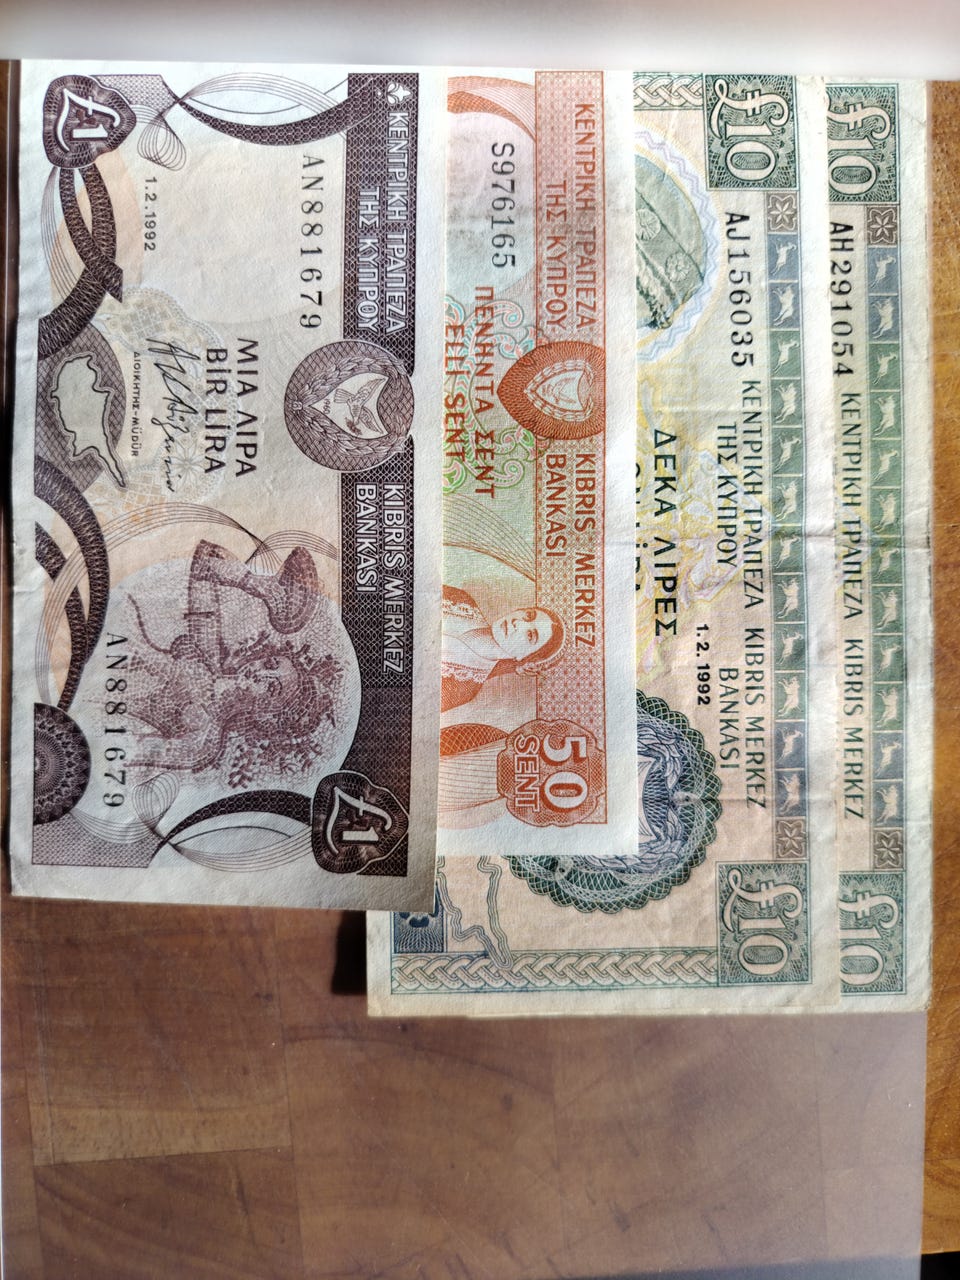 £1
ΚΕΝΤΡΙΚΗ ΤΡΑΠΕΖΑ
ΤΗΣ ΚΥΠΡΟΥ
KIBRIS MERKEZ
BANKASI
AN881679
1960
ΜΙΑ ΛΙΡΑ
BİR LİRA
1.2.1992
ΔΙΟΙΚΗΤΗΣ-MÜDÜR
AN881679
£1
ΚΕΝΤΡΙΚΗ ΤΡΑΠΕΖΑ
ΤΗΣ ΚΥΠΡΟΥ
KIBRIS MERKEZ
BANKASI
S976165
ΠΕΝΗΝΤΑ ΣΕΝΤ
ELLİ SENT
50
SENT
£10
£10
AJ156035
ΚΕΝΤΡΙΚΗ ΤΡΑΠΕΖΑ
ΤΗΣ ΚΥΠΡΟΥ
KIBRIS MERKEZ
BANKASI
1.2.1992
ΔΕΚΑ ΛΙΡΕΣ
£10
£10
AH291054
ΚΕΝΤΡΙΚΗ ΤΡΑΠΕΖΑ
KIBRIS MERKEZ